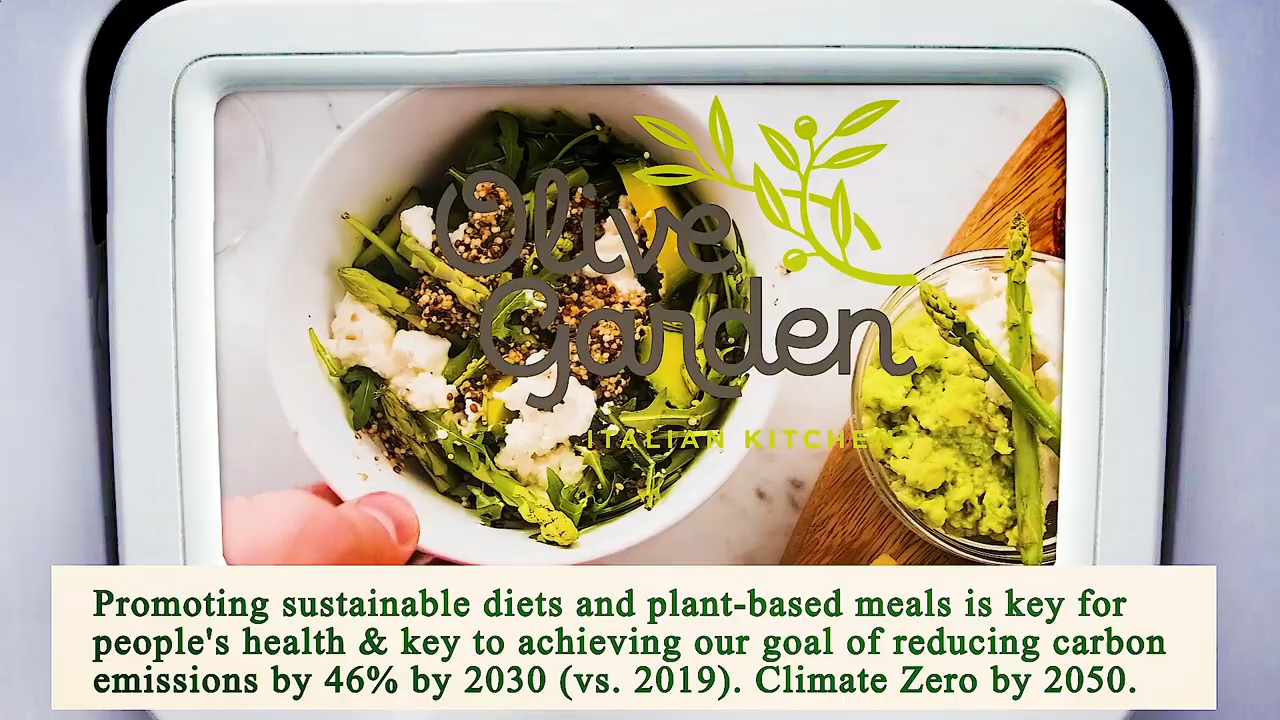 Olive
Garden
ITALIAN KITCHEN
Promoting sustainable diets and plant-based meals is key for
people's health & key to achieving our goal of reducing carbon
emissions by 46% by 2030 (vs. 2019). Climate Zero by 2050.